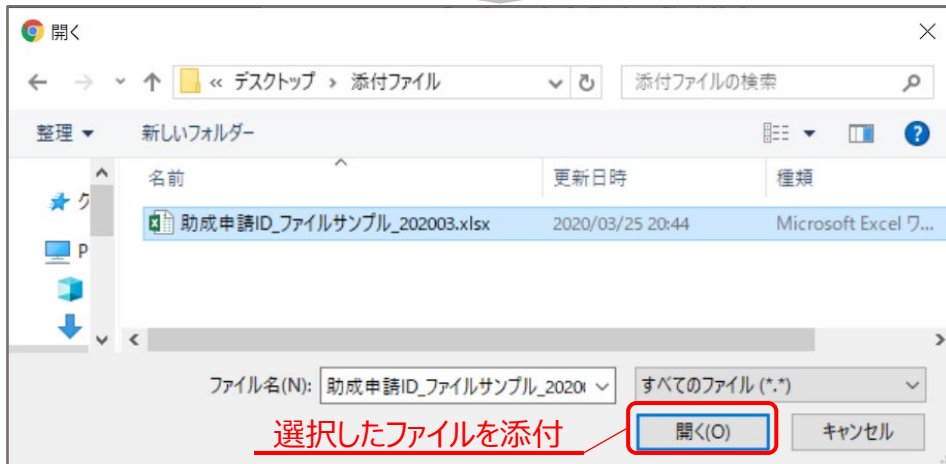 開く
« デスクトップ › 添付ファイル
添付ファイルの検索
整理
新しいフォルダー
名前
更新日時
種類
助成申請ID_ファイルサンプル_202003.xlsx
2020/03/25 20:44
Microsoft Excel ワ...
ク
P
ファイル名(N):
助成申請ID_ファイルサンプル_2020
すべてのファイル (*.*)
選択したファイルを添付
開く(O)
キャンセル